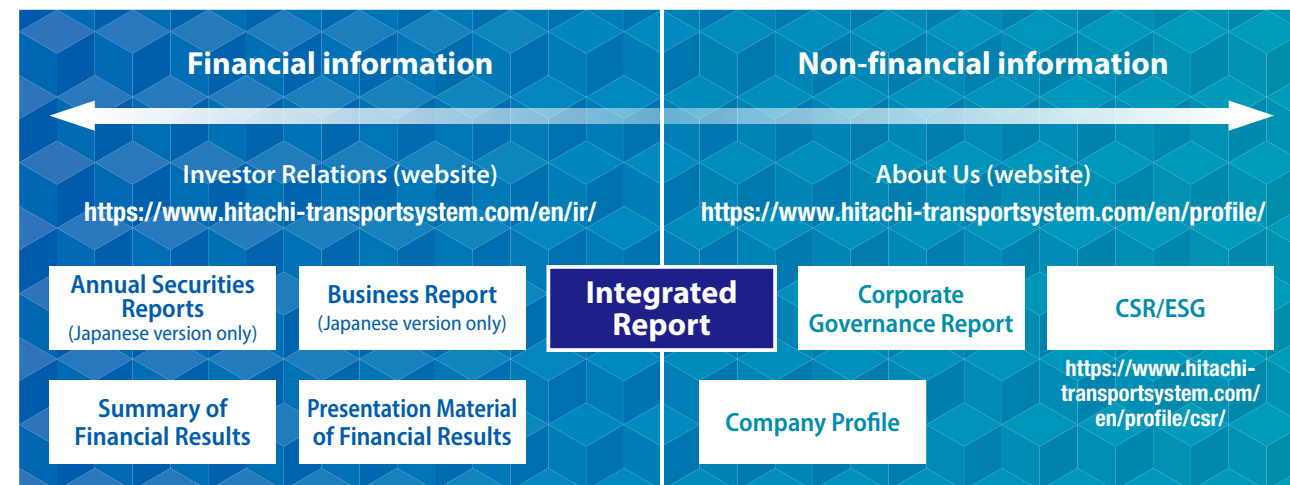 Financial information
Investor Relations (website)
https://www.hitachi-transportsystem.com/en/ir/
Annual Securities
Reports
(Japanese version only)
Business Report
(Japanese version only)
Summary of
Financial Results
Presentation Material
of Financial Results
Integrated
Report
Non-financial information
About Us (website)
https://www.hitachi-transportsystem.com/en/profile/
Corporate
Governance Report
CSR/ESG
https://www.hitachi-
transportsystem.com/
en/profile/csr/
Company Profile